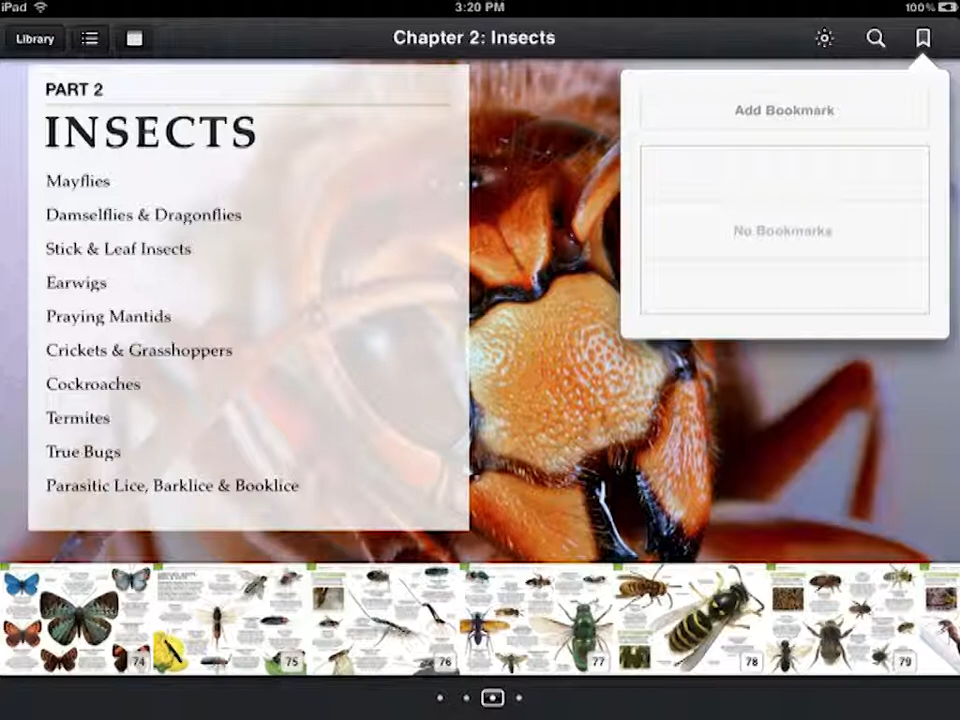 iPad
3:20 PM
100%
Library
Chapter 2: Insects
PART 2
INSECTS
Mayflies
Damselflies & Dragonflies
Stick & Leaf Insects
Earwigs
Praying Mantids
Crickets & Grasshoppers
Cockroaches
Termites
True Bugs
Parasitic Lice, Barklice & Booklice
Add Bookmark
No Bookmarks
74
75
76
77
78
79